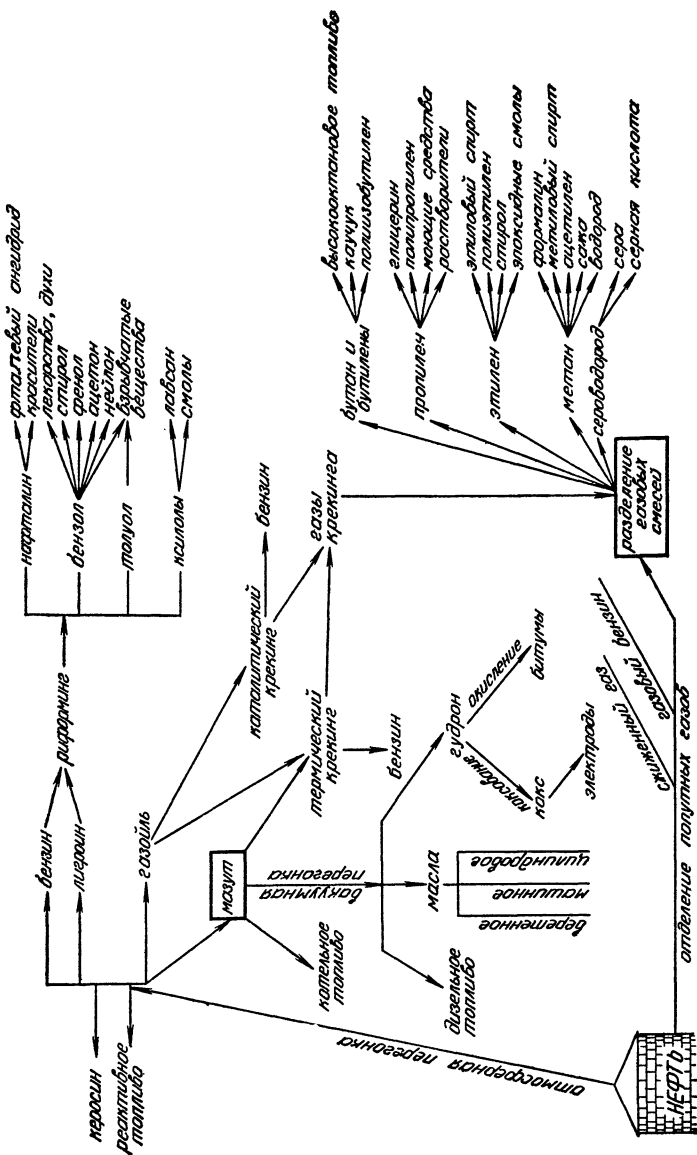 фталевый ангидрид
красители
лекарства, духи
стирол
фенол
ацетон
нейлон
взрывчатые
вещества
лавсан
смолы
нафталин
бензол
толуол
ксилолы
риформинг
бензин
лигроин
газойль
керосин
реактивное
топливо
каталитический
крекинг
бензин
газы
крекинга
термический
крекинг
бензин
мазут
котельное
топливо
вакуумная
перегонка
дизельное
топливо
масла
веретенное
машинное
цилиндровое
гудрон
окисление
битумы
коксование
кокс
электроды
высокооктановое топливо
каучук
полиизобутилен
бутан и
бутилены
глицерин
полипропилен
моющие средства
растворители
пропилен
этиловый спирт
полиэтилен
стирол
эпоксидные смолы
этилен
формалин
метиловый спирт
ацетилен
сажа
водород
метан
сера
серная кислота
сероводород
разделение
газовых
смесей
сжиженный газ
газовый бензин
отделение попутных газов
атмосферная перегонка
НЕФТЬ